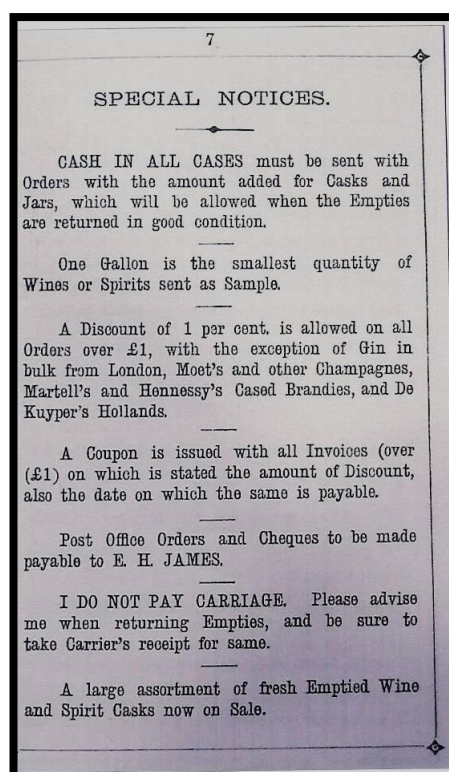 7
SPECIAL NOTICES.
CASH IN ALL CASES must be sent with
Orders with the amount added for Casks and
Jars, which will be allowed when the Empties
are returned in good condition.
One Gallon is the smallest quantity of
Wines or Spirits sent as Sample.
A Discount of 1 per cent. is allowed on all
Orders over £1, with the exception of Gin in
bulk from London, Moet's and other Champagnes,
Martell's and Hennessy's Cased Brandies, and De
Kuyper's Hollands.
A Coupon is issued with all Invoices (over
(£1) on which is stated the amount of Discount,
also the date on which the same is payable.
Post Office Orders and Cheques to be made
payable to E. H. JAMES.
I DO NOT PAY CARRIAGE. Please advise
me when returning Empties, and be sure to
take Carrier's receipt for same.
A large assortment of fresh Emptied Wine
and Spirit Casks now on Sale.